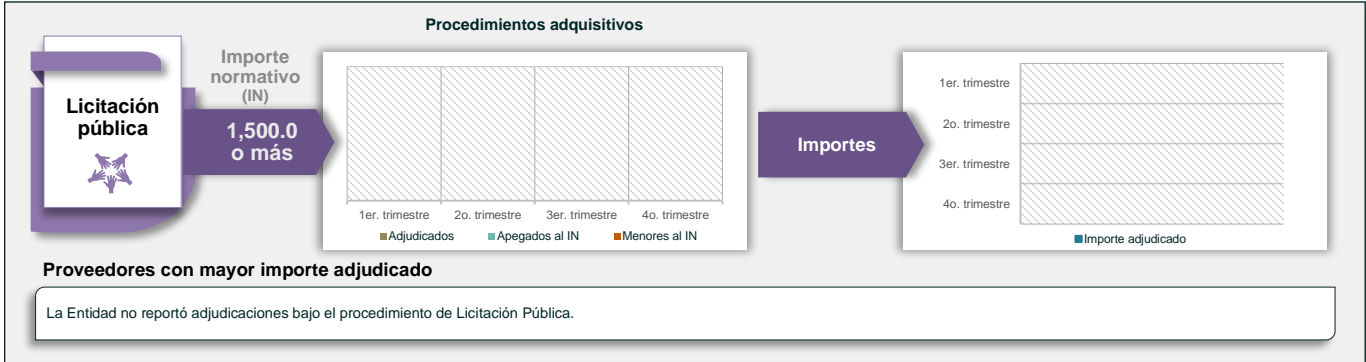 Procedimientos adquisitivos
Licitación
pública
Importe
normativo
(IN)
1,500.0
o más
1er. trimestre 2o. trimestre 3er. trimestre 4o. trimestre
Adjudicados Apegados al IN Menores al IN
Importes
1er. trimestre
2o. trimestre
3er. trimestre
4o. trimestre
Importe adjudicado
Proveedores con mayor importe adjudicado
La Entidad no reportó adjudicaciones bajo el procedimiento de Licitación Pública.